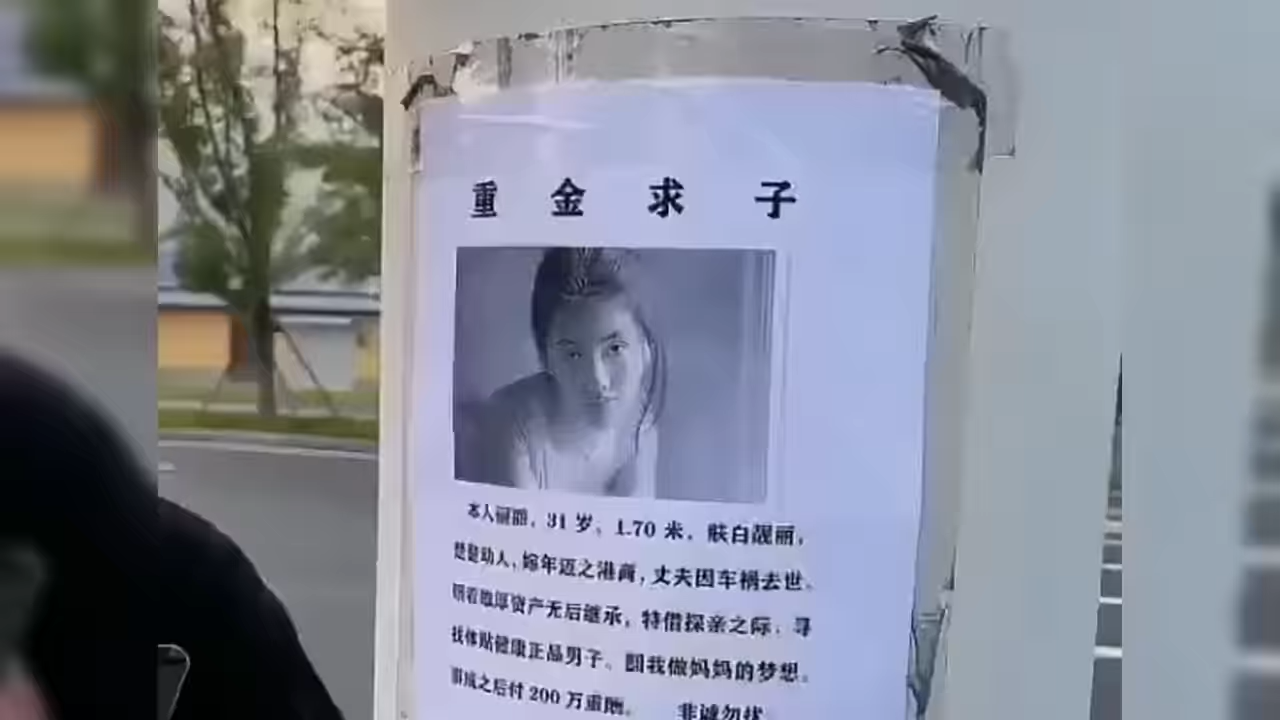 重金求子
本人丽丽，31岁，1.70米，肤白靓丽，
楚楚动人，嫁年迈之港商，丈夫因车祸去世。
眼看雄厚资产无后继承，特借探亲之际，寻
找体贴健康正品男子。圆我做妈妈的梦想。
事成之后付200万重酬。 非诚勿扰